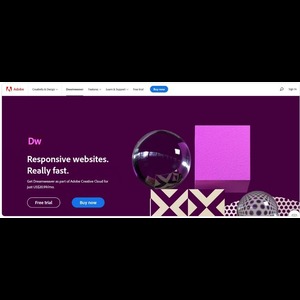 Adobe Creativity & Design Dreamweaver Features Learn & Support Free trial Buy now Sign in
Dw
Responsive websites.
Really fast.
Get Dreamweaver as part of Adobe Creative Cloud for
just US$20.99/mo.
Free trial Buy now